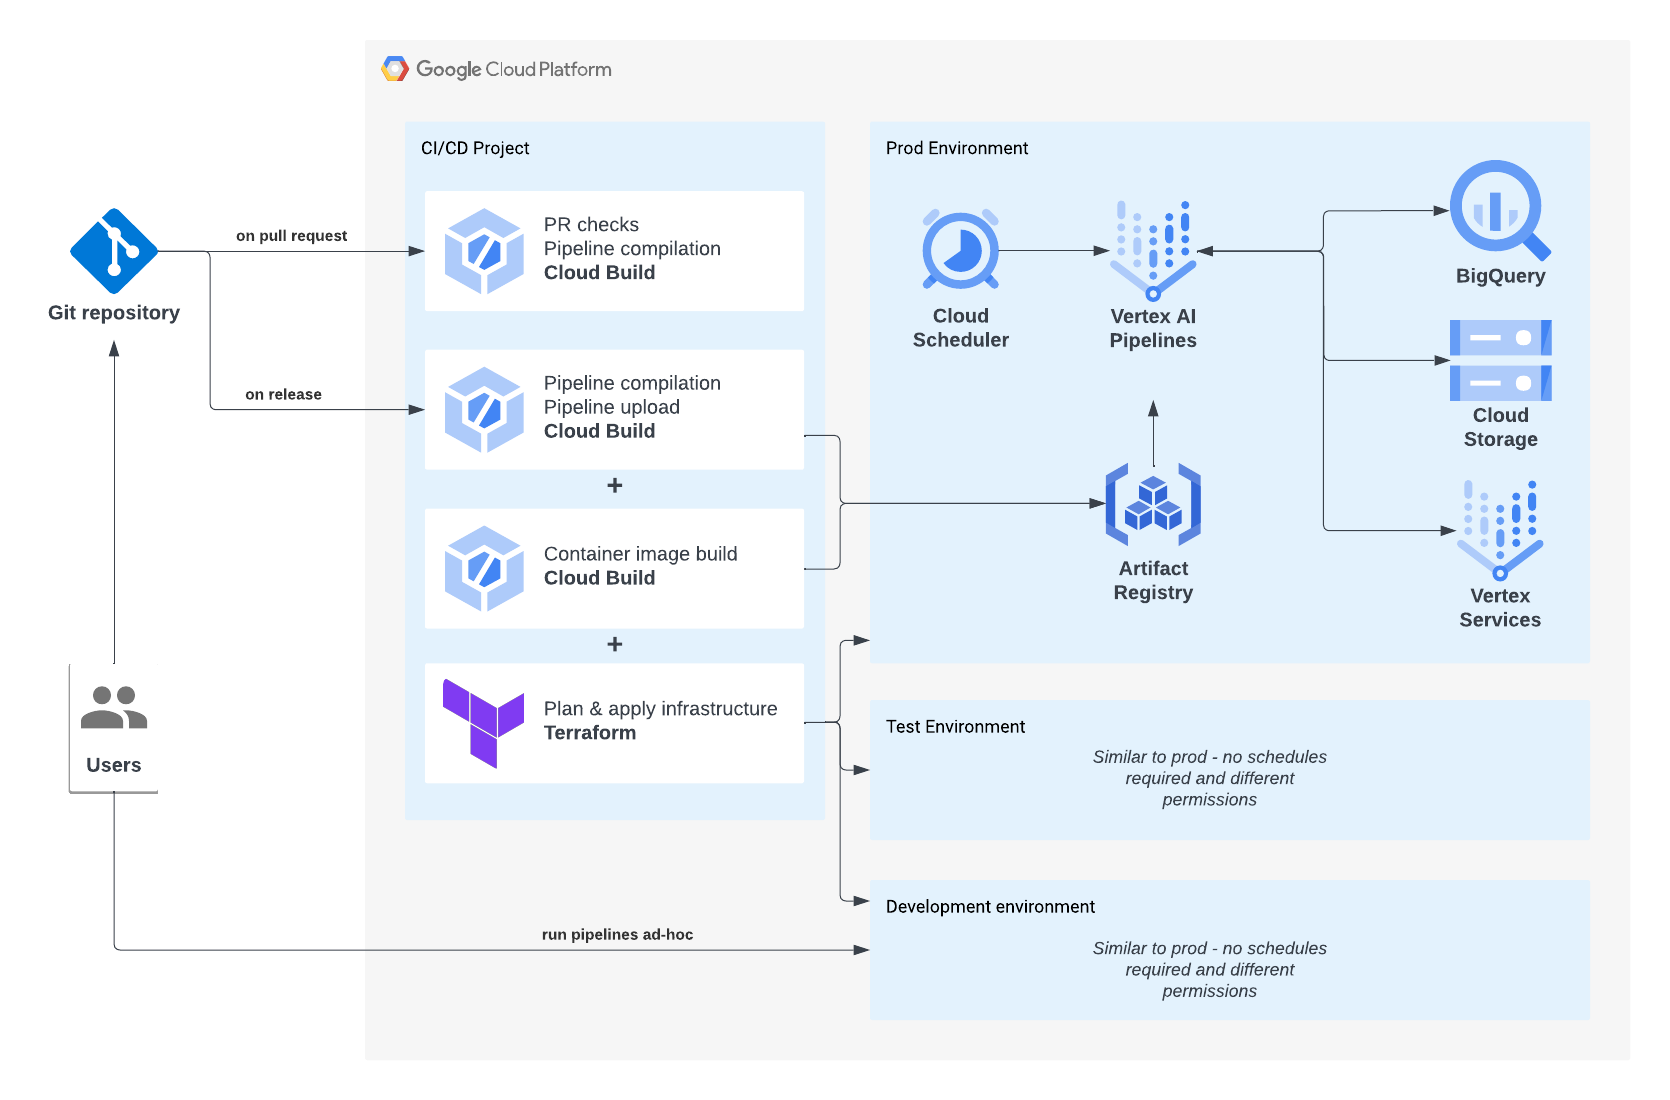 Google Cloud Platform
CI/CD Project
PR checks
Pipeline compilation
Cloud Build
Pipeline compilation
Pipeline upload
Cloud Build
+
Container image build
Cloud Build
+
Plan & apply infrastructure
Terraform
on pull request
on release
Git repository
Users
run pipelines ad-hoc
Prod Environment
Cloud
Scheduler
Vertex AI
Pipelines
BigQuery
Cloud
Storage
Artifact
Registry
Vertex
Services
Test Environment
Similar to prod - no schedules
required and different
permissions
Development environment
Similar to prod - no schedules
required and different
permissions